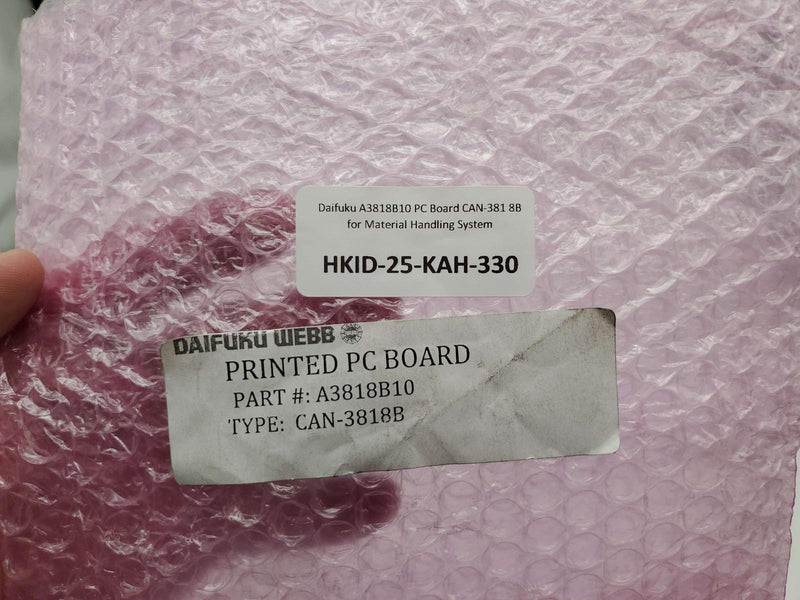 Daifuku A3818B10 PC Board CAN-381 8B
for Material Handling System
HKID-25-KAH-330
DAIFUKU WEBB
PRINTED PC BOARD
PART #: A3818B10
TYPE: CAN-3818B